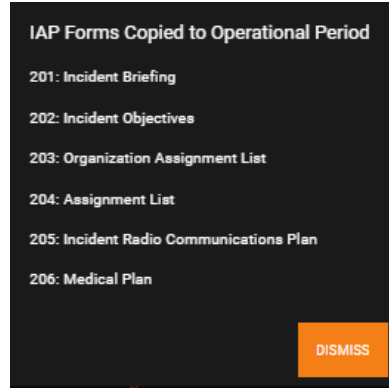 IAP Forms Copied to Operational Period
201: Incident Briefing
202: Incident Objectives
203: Organization Assignment List
204: Assignment List
205: Incident Radio Communications Plan
206: Medical Plan
DISMISS